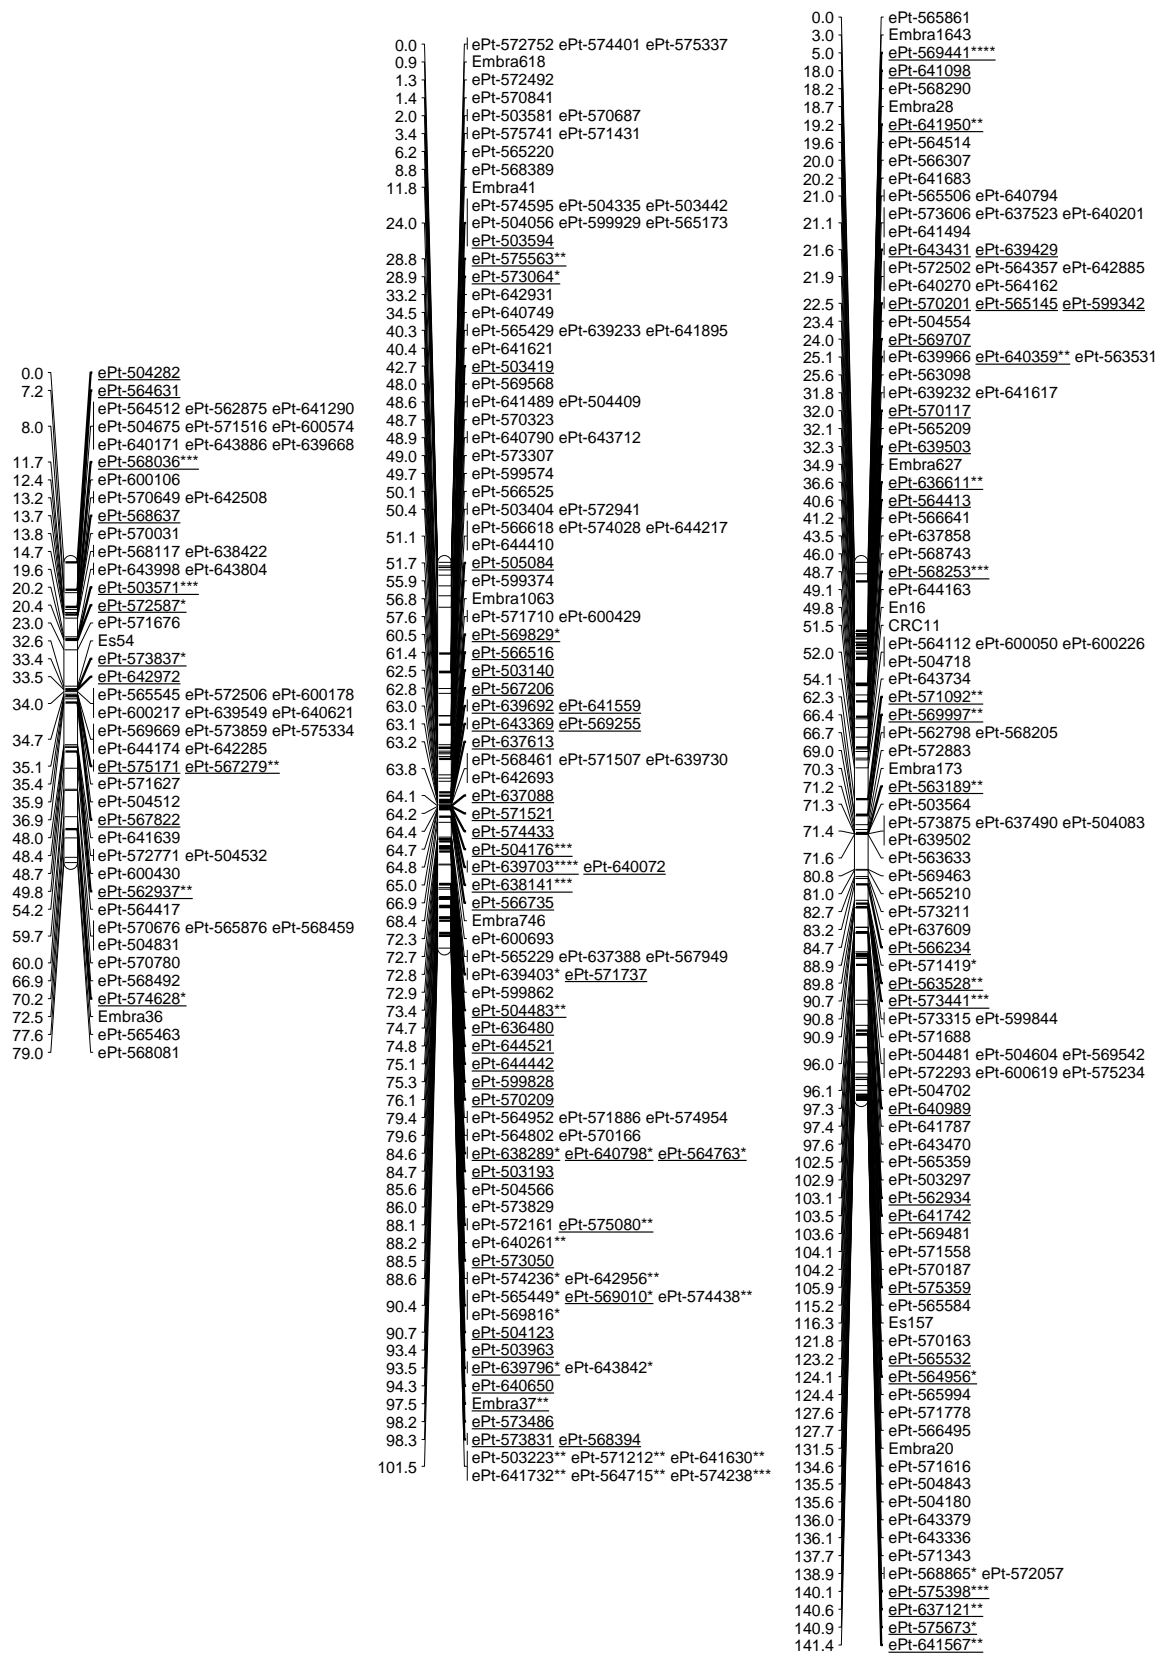 0.0 ePt-504282
7.2 ePt-564631
ePt-564512 ePt-562875 ePt-641290
8.0 ePt-504675 ePt-571516 ePt-600574
ePt-640171 ePt-643886 ePt-639668
11.7 ePt-568036***
12.4 ePt-600106
13.2 ePt-570649 ePt-642508
13.7 ePt-568637
13.8 ePt-570031
14.7 ePt-568117 ePt-638422
19.6 ePt-643998 ePt-643804
20.2 ePt-503571***
20.4 ePt-572587*
23.0 ePt-571676
32.6 Es54
33.4 ePt-573837*
33.5 ePt-642972
34.0 ePt-565545 ePt-572506 ePt-600178
ePt-600217 ePt-639549 ePt-640621
34.7 ePt-569669 ePt-573859 ePt-575334
ePt-644174 ePt-642285
35.1 ePt-575171 ePt-567279**
35.4 ePt-571627
35.9 ePt-504512
36.9 ePt-567822
48.0 ePt-641639
48.4 ePt-572771 ePt-504532
48.7 ePt-600430
49.8 ePt-562937**
54.2 ePt-564417
59.7 ePt-570676 ePt-565876 ePt-568459
ePt-504831
60.0 ePt-570780
66.9 ePt-568492
70.2 ePt-574628*
72.5 Embra36
77.6 ePt-565463
79.0 ePt-568081
0.0 ePt-572752 ePt-574401 ePt-575337
0.9 Embra618
1.3 ePt-572492
1.4 ePt-570841
2.0 ePt-503581 ePt-570687
3.4 ePt-575741 ePt-571431
6.2 ePt-565220
8.8 ePt-568389
11.8 Embra41
ePt-574595 ePt-504335 ePt-503442
24.0 ePt-504056 ePt-599929 ePt-565173
ePt-503594
28.8 ePt-575563**
28.9 ePt-573064*
33.2 ePt-642931
34.5 ePt-640749
40.3 ePt-565429 ePt-639233 ePt-641895
40.4 ePt-641621
42.7 ePt-503419
48.0 ePt-569568
48.6 ePt-641489 ePt-504409
48.7 ePt-570323
48.9 ePt-640790 ePt-643712
49.0 ePt-573307
49.7 ePt-599574
50.1 ePt-566525
50.4 ePt-503404 ePt-572941
51.1 ePt-566618 ePt-574028 ePt-644217
ePt-644410
51.7 ePt-505084
55.9 ePt-599374
56.8 Embra1063
57.6 ePt-571710 ePt-600429
60.5 ePt-569829*
61.4 ePt-566516
62.5 ePt-503140
62.8 ePt-567206
63.0 ePt-639692 ePt-641559
63.1 ePt-643369 ePt-569255
63.2 ePt-637613
63.8 ePt-568461 ePt-571507 ePt-639730
ePt-642693
64.1 ePt-637088
64.2 ePt-571521
64.4 ePt-574433
64.7 ePt-504176***
64.8 ePt-639703**** ePt-640072
65.0 ePt-638141***
66.9 ePt-566735
68.4 Embra746
72.3 ePt-600693
72.7 ePt-565229 ePt-637388 ePt-567949
72.8 ePt-639403* ePt-571737
72.9 ePt-599862
73.4 ePt-504483**
74.7 ePt-636480
74.8 ePt-644521
75.1 ePt-644442
75.3 ePt-599828
76.1 ePt-570209
79.4 ePt-564952 ePt-571886 ePt-574954
79.6 ePt-564802 ePt-570166
84.6 ePt-638289* ePt-640798* ePt-564763*
84.7 ePt-503193
85.6 ePt-504566
86.0 ePt-573829
88.1 ePt-572161 ePt-575080**
88.2 ePt-640261**
88.5 ePt-573050
88.6 ePt-574236* ePt-642956**
90.4 ePt-565449* ePt-569010* ePt-574438**
ePt-569816*
90.7 ePt-504123
93.4 ePt-503963
93.5 ePt-639796* ePt-643842*
94.3 ePt-640650
97.5 Embra37**
98.2 ePt-573486
98.3 ePt-573831 ePt-568394
101.5 ePt-503223** ePt-571212** ePt-641630**
ePt-641732** ePt-564715** ePt-574238***
0.0 ePt-565861
3.0 Embra1643
5.0 ePt-569441****
18.0 ePt-641098
18.2 ePt-568290
18.7 Embra28
19.2 ePt-641950**
19.6 ePt-564514
20.0 ePt-566307
20.2 ePt-641683
21.0 ePt-565506 ePt-640794
21.1 ePt-573606 ePt-637523 ePt-640201
ePt-641494
21.6 ePt-643431 ePt-639429
21.9 ePt-572502 ePt-564357 ePt-642885
ePt-640270 ePt-564162
22.5 ePt-570201 ePt-565145 ePt-599342
23.4 ePt-504554
24.0 ePt-569707
25.1 ePt-639966 ePt-640359** ePt-563531
25.6 ePt-563098
31.8 ePt-639232 ePt-641617
32.0 ePt-570117
32.1 ePt-565209
32.3 ePt-639503
34.9 Embra627
36.6 ePt-636611**
40.6 ePt-564413
41.2 ePt-566641
43.5 ePt-637858
46.0 ePt-568743
48.7 ePt-568253***
49.1 ePt-644163
49.8 En16
51.5 CRC11
52.0 ePt-564112 ePt-600050 ePt-600226
ePt-504718
54.1 ePt-643734
62.3 ePt-571092**
66.4 ePt-569997**
66.7 ePt-562798 ePt-568205
69.0 ePt-572883
70.3 Embra173
71.2 ePt-563189**
71.3 ePt-503564
71.4 ePt-573875 ePt-637490 ePt-504083
ePt-639502
71.6 ePt-563633
80.8 ePt-569463
81.0 ePt-565210
82.7 ePt-573211
83.2 ePt-637609
84.7 ePt-566234
88.9 ePt-571419*
89.8 ePt-563528**
90.7 ePt-573441***
90.8 ePt-573315 ePt-599844
90.9 ePt-571688
96.0 ePt-504481 ePt-504604 ePt-569542
ePt-572293 ePt-600619 ePt-575234
96.1 ePt-504702
97.3 ePt-640989
97.4 ePt-641787
97.6 ePt-643470
102.5 ePt-565359
102.9 ePt-503297
103.1 ePt-562934
103.5 ePt-641742
103.6 ePt-569481
104.1 ePt-571558
104.2 ePt-570187
105.9 ePt-575359
115.2 ePt-565584
116.3 Es157
121.8 ePt-570163
123.2 ePt-565532
124.1 ePt-564956*
124.4 ePt-565994
127.6 ePt-571778
127.7 ePt-566495
131.5 Embra20
134.6 ePt-571616
135.5 ePt-504843
135.6 ePt-504180
136.0 ePt-643379
136.1 ePt-643336
137.7 ePt-571343
138.9 ePt-568865* ePt-572057
140.1 ePt-575398***
140.6 ePt-637121**
140.9 ePt-575673*
141.4 ePt-641567**